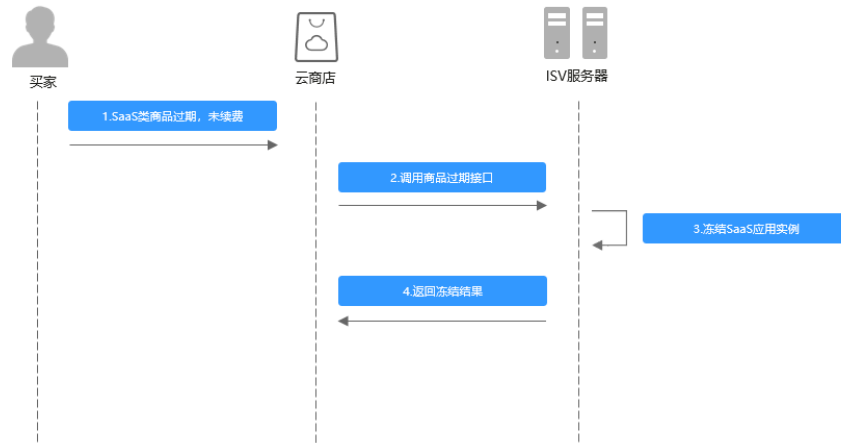 买家
云商店
ISV服务器
1.SaaS类商品过期，未续费
2.调用商品过期接口
3.冻结SaaS应用实例
4.返回冻结结果